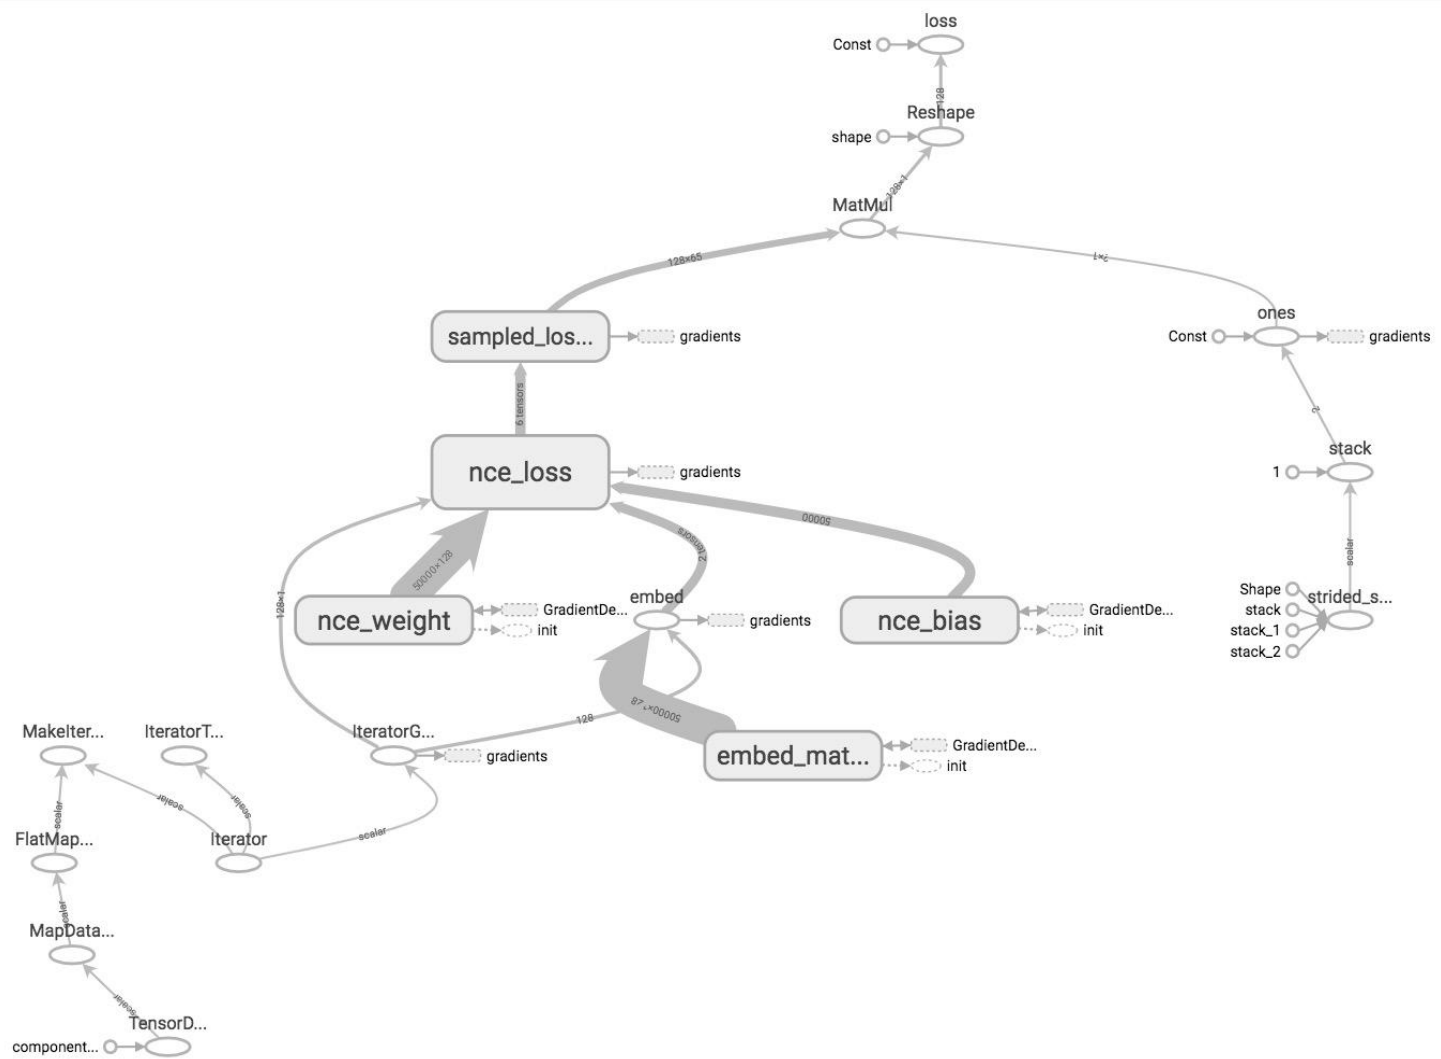 loss
Const
128
Reshape
shape
128×1
MatMul
128×65
?×1
ones
sampled_los...
gradients
Const
gradients
6 tensors
2
stack
nce_loss
gradients
1
50000
2 tensors
50000×128
scalar
128×1
embed
Shape
strided_s...
nce_weight
GradientDe...
init
gradients
nce_bias
GradientDe...
init
stack
stack_1
stack_2
50000×128
128
MakeIter...
IteratorT...
IteratorG...
gradients
embed_mat...
GradientDe...
init
scalar
scalar
scalar
scalar
FlatMap...
Iterator
scalar
MapData...
scalar
TensorD...
component...